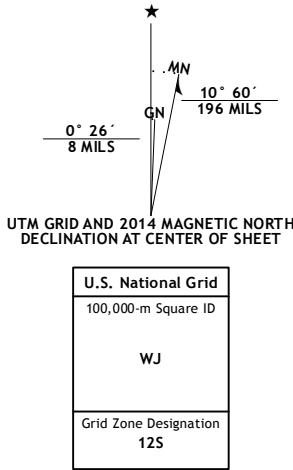 MN
GN
10° 60´
196 MILS
0° 26´
8 MILS
UTM GRID AND 2014 MAGNETIC NORTH
DECLINATION AT CENTER OF SHEET
U.S. National Grid
100,000-m Square ID
WJ
Grid Zone Designation
12S